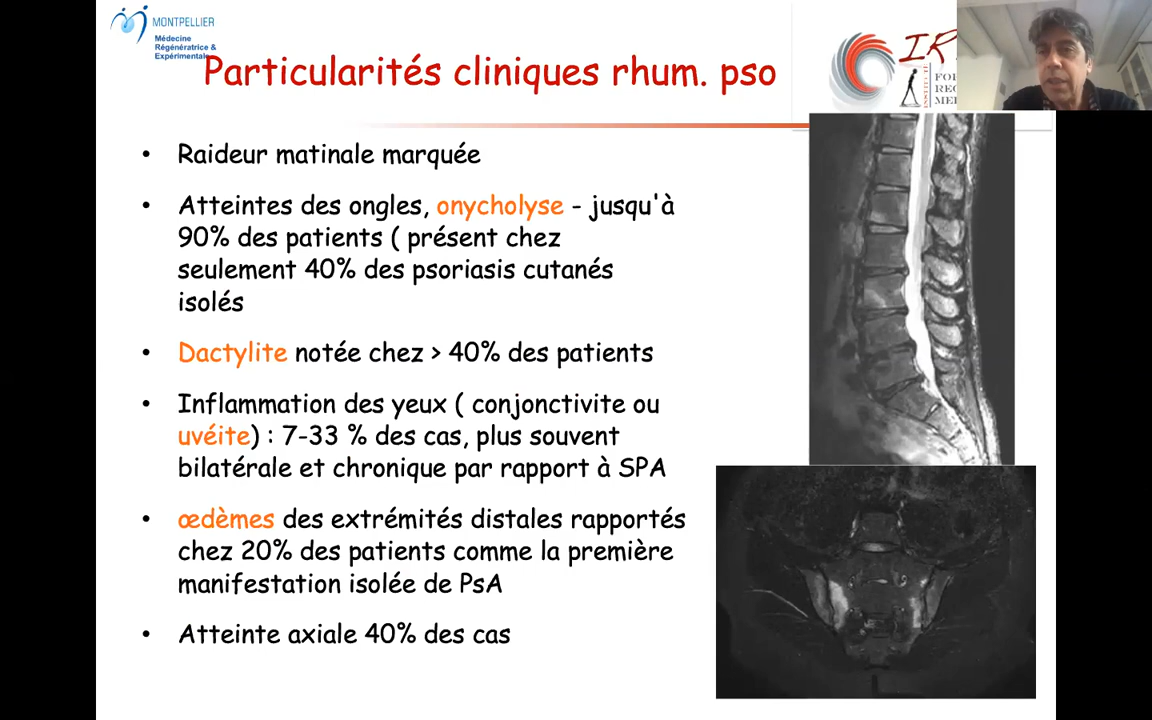 MONTPELLIER
Médecine
Régénératrice &
Expérimentale
Particularités cliniques rhum. pso
• Raideur matinale marquée
• Atteintes des ongles, onycholyse - jusqu'à
90% des patients ( présent chez
seulement 40% des psoriasis cutanés
isolés
• Dactylite notée chez > 40% des patients
• Inflammation des yeux ( conjonctivite ou
uvéite) : 7-33 % des cas, plus souvent
bilatérale et chronique par rapport à SPA
• œdèmes des extrémités distales rapportés
chez 20% des patients comme la première
manifestation isolée de PsA
• Atteinte axiale 40% des cas